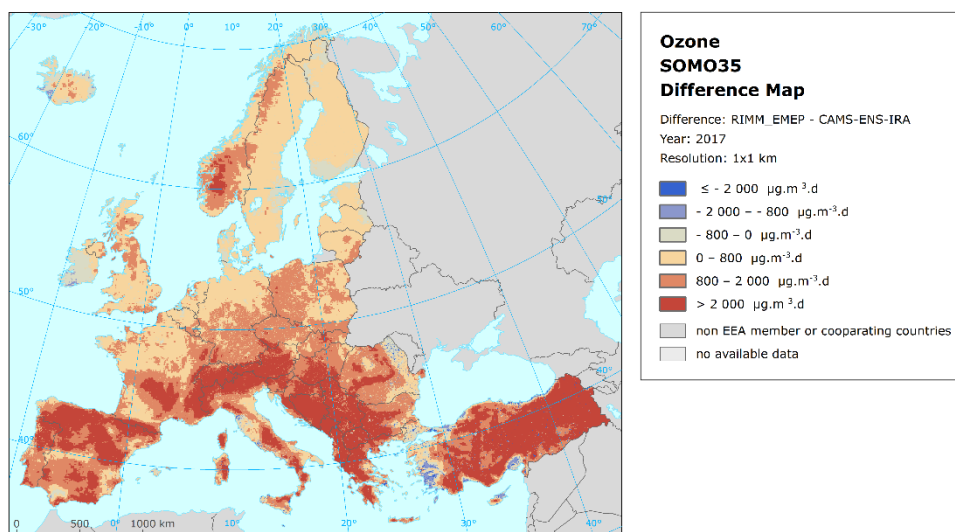 -30° -20° -10° 0° 10° 20° 30° 40° 50° 60° 70°
60°
50°
40°
50°
40°
0 500 1000 km
0° 10° 20° 30° 40°
Ozone
SOMO35
Difference Map
Difference: RIMM_EMEP - CAMS-ENS-IRA
Year: 2017
Resolution: 1x1 km
≤ - 2 000 µg.m⁻³.d
- 2 000 – - 800 µg.m⁻³.d
- 800 – 0 µg.m⁻³.d
0 – 800 µg.m⁻³.d
800 – 2 000 µg.m⁻³.d
> 2 000 µg.m⁻³.d
non EEA member or cooparating countries
no available data